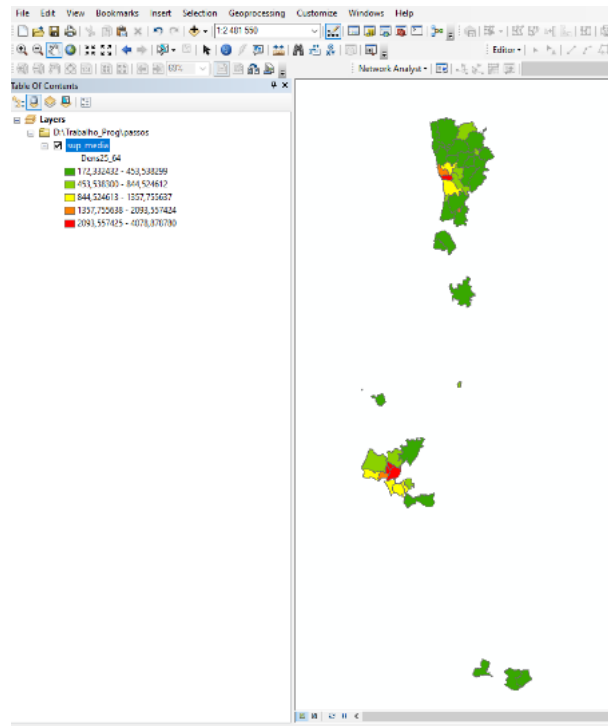 File Edit View Bookmarks Insert Selection Geoprocessing Customize Windows Help
1:2 481 550
Editor
60%
Network Analyst
Table Of Contents
Layers
D:\Trabalho_Prog\passos
sup_media
Dens25_64
172,332432 - 453,538299
453,538300 - 844,524612
844,524613 - 1357,755637
1357,755638 - 2093,557424
2093,557425 - 4078,870780